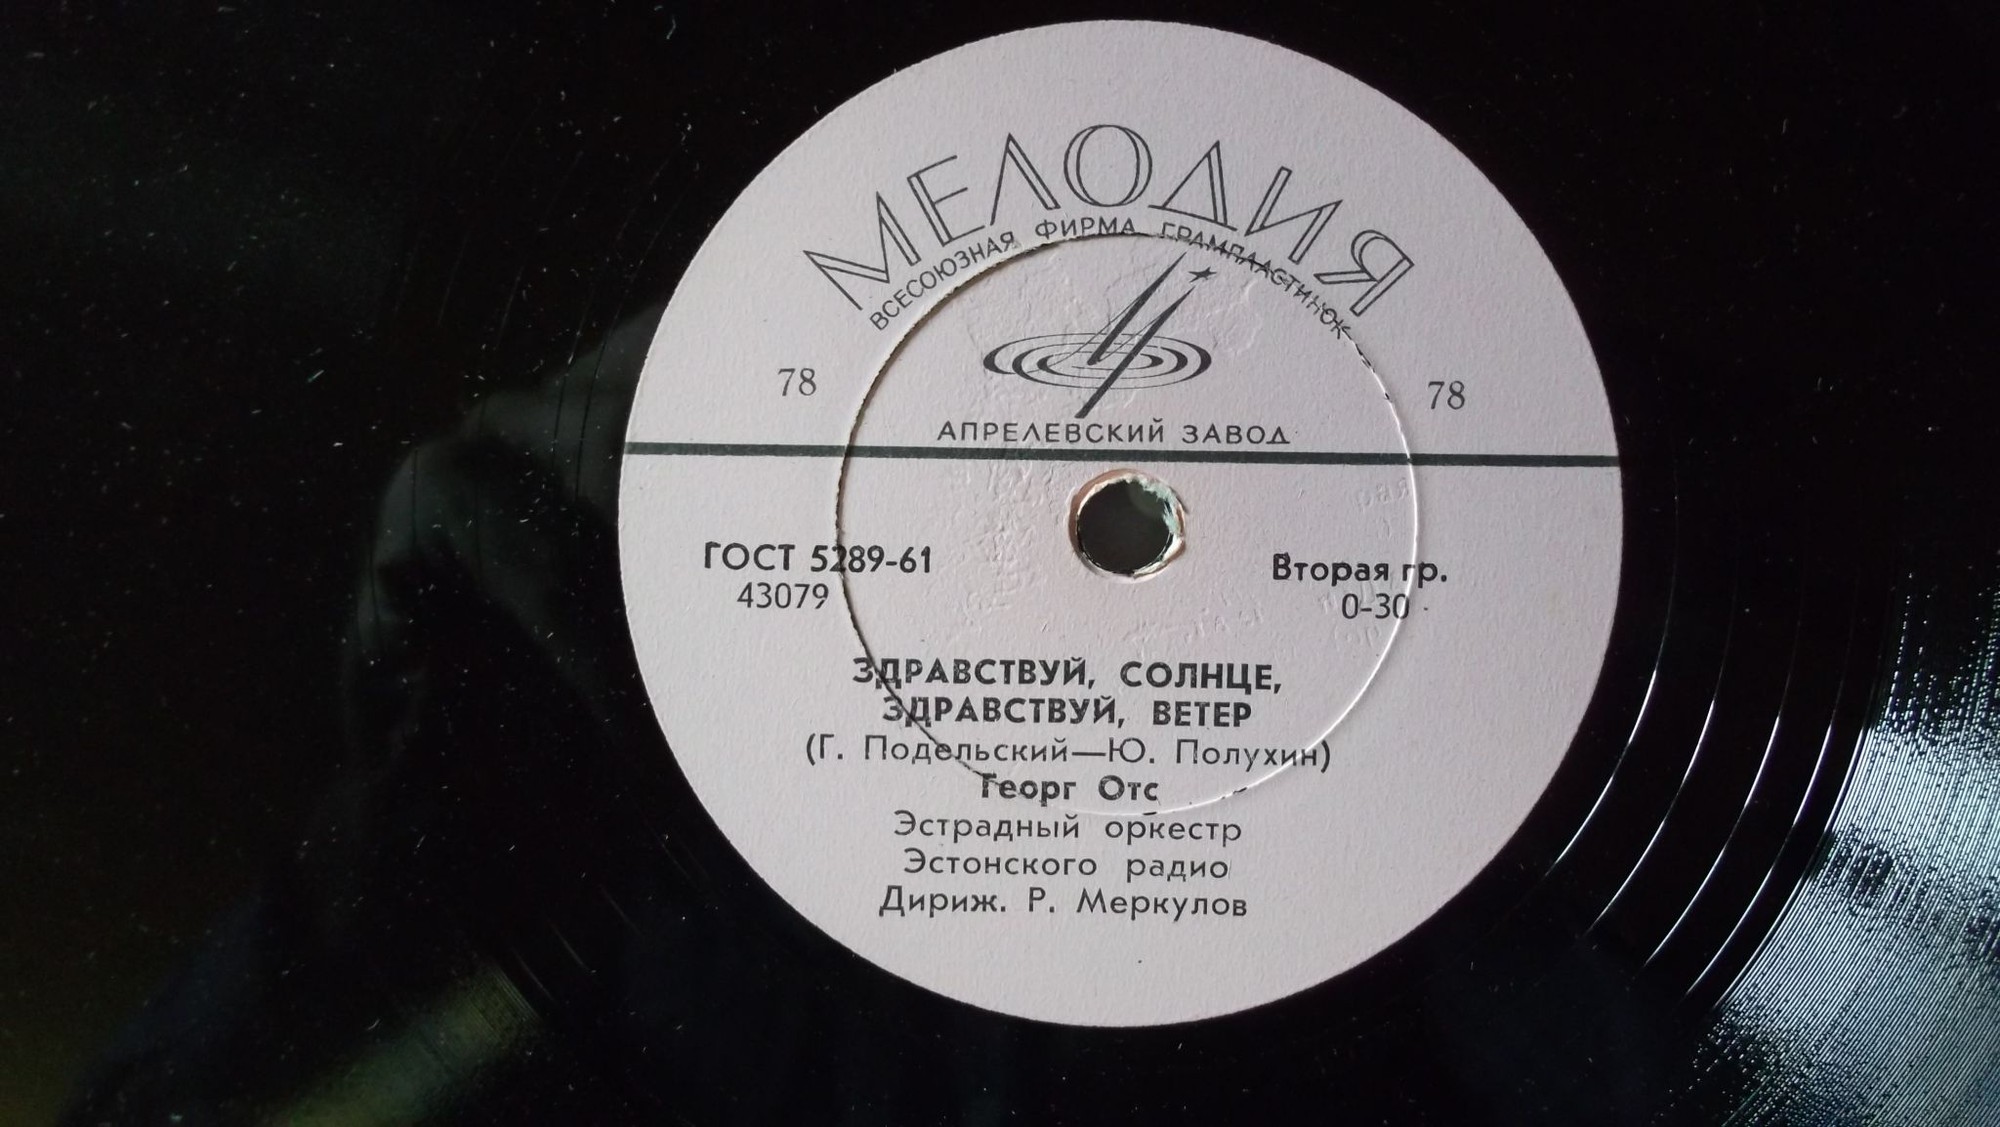 МЕЛОДИЯ
ВСЕСОЮЗНАЯ ФИРМА ГРАМПЛАСТИНОК
78 78
АПРЕЛЕВСКИЙ ЗАВОД
ГОСТ 5289-61 Вторая гр.
43079 0-30
ЗДРАВСТВУЙ, СОЛНЦЕ,
ЗДРАВСТВУЙ, ВЕТЕР
(Г. Подельский—Ю. Полухин)
Георг Отс
Эстрадный оркестр
Эстонского радио
Дириж. Р. Меркулов